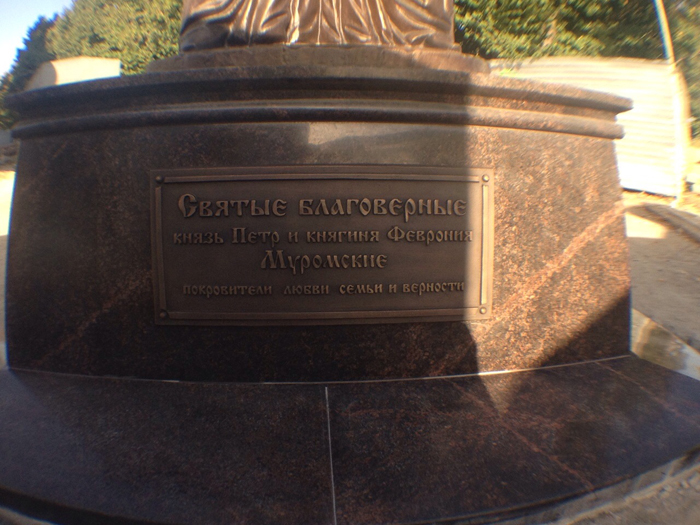 Святые благоверные
князь Петр и княгиня Феврония
Муромские
покровители любви семьи и верности